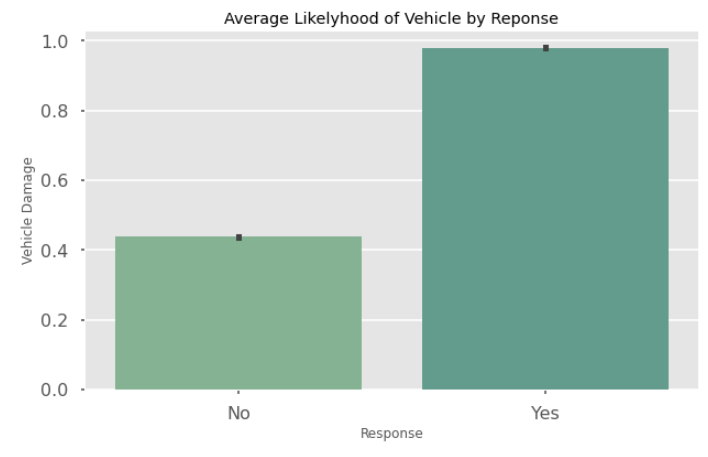 Average Likelyhood of Vehicle by Reponse
1.0
0.8
0.6
0.4
0.2
0.0
Vehicle Damage
No
Yes
Response